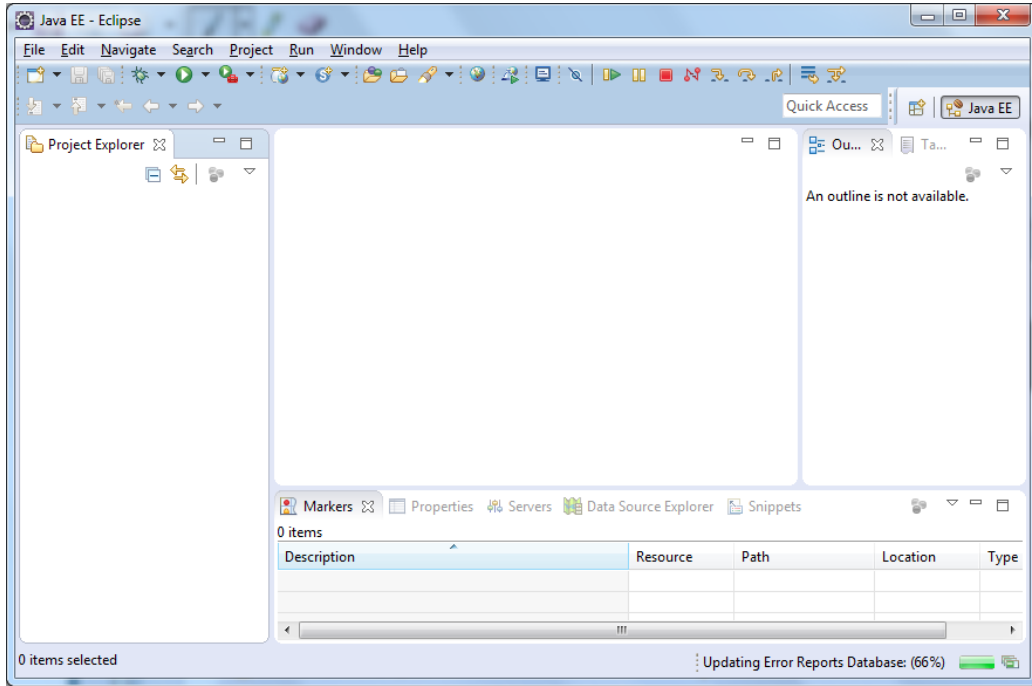 Java EE - Eclipse
File Edit Navigate Search Project Run Window Help
Quick Access
Java EE
Project Explorer
Ou...
Ta...
An outline is not available.
Markers Properties Servers Data Source Explorer Snippets
0 items
Description Resource Path Location Type
0 items selected
Updating Error Reports Database: (66%)